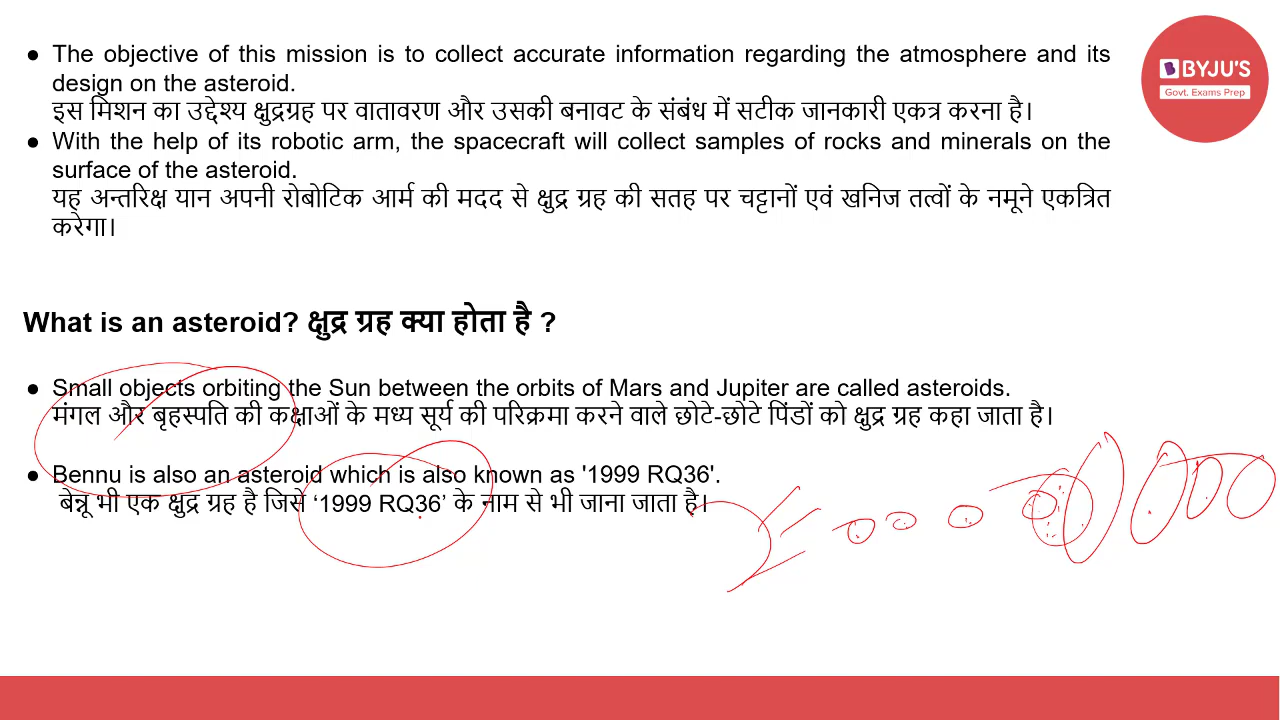 ● The objective of this mission is to collect accurate information regarding the atmosphere and its
design on the asteroid.
इस मिशन का उद्देश्य क्षुद्रग्रह पर वातावरण और उसकी बनावट के संबंध में सटीक जानकारी एकत्र करना है।
● With the help of its robotic arm, the spacecraft will collect samples of rocks and minerals on the
surface of the asteroid.
यह अन्तरिक्ष यान अपनी रोबोटिक आर्म की मदद से क्षुद्र ग्रह की सतह पर चट्टानों एवं खनिज तत्वों के नमूने एकत्रित
करेगा।
BYJU'S
Govt. Exams Prep
What is an asteroid? क्षुद्र ग्रह क्या होता है ?
● Small objects orbiting the Sun between the orbits of Mars and Jupiter are called asteroids.
मंगल और बृहस्पति की कक्षाओं के मध्य सूर्य की परिक्रमा करने वाले छोटे-छोटे पिंडों को क्षुद्र ग्रह कहा जाता है।
● Bennu is also an asteroid which is also known as '1999 RQ36'.
बेन्नू भी एक क्षुद्र ग्रह है जिसे ‘1999 RQ36’ के नाम से भी जाना जाता है।